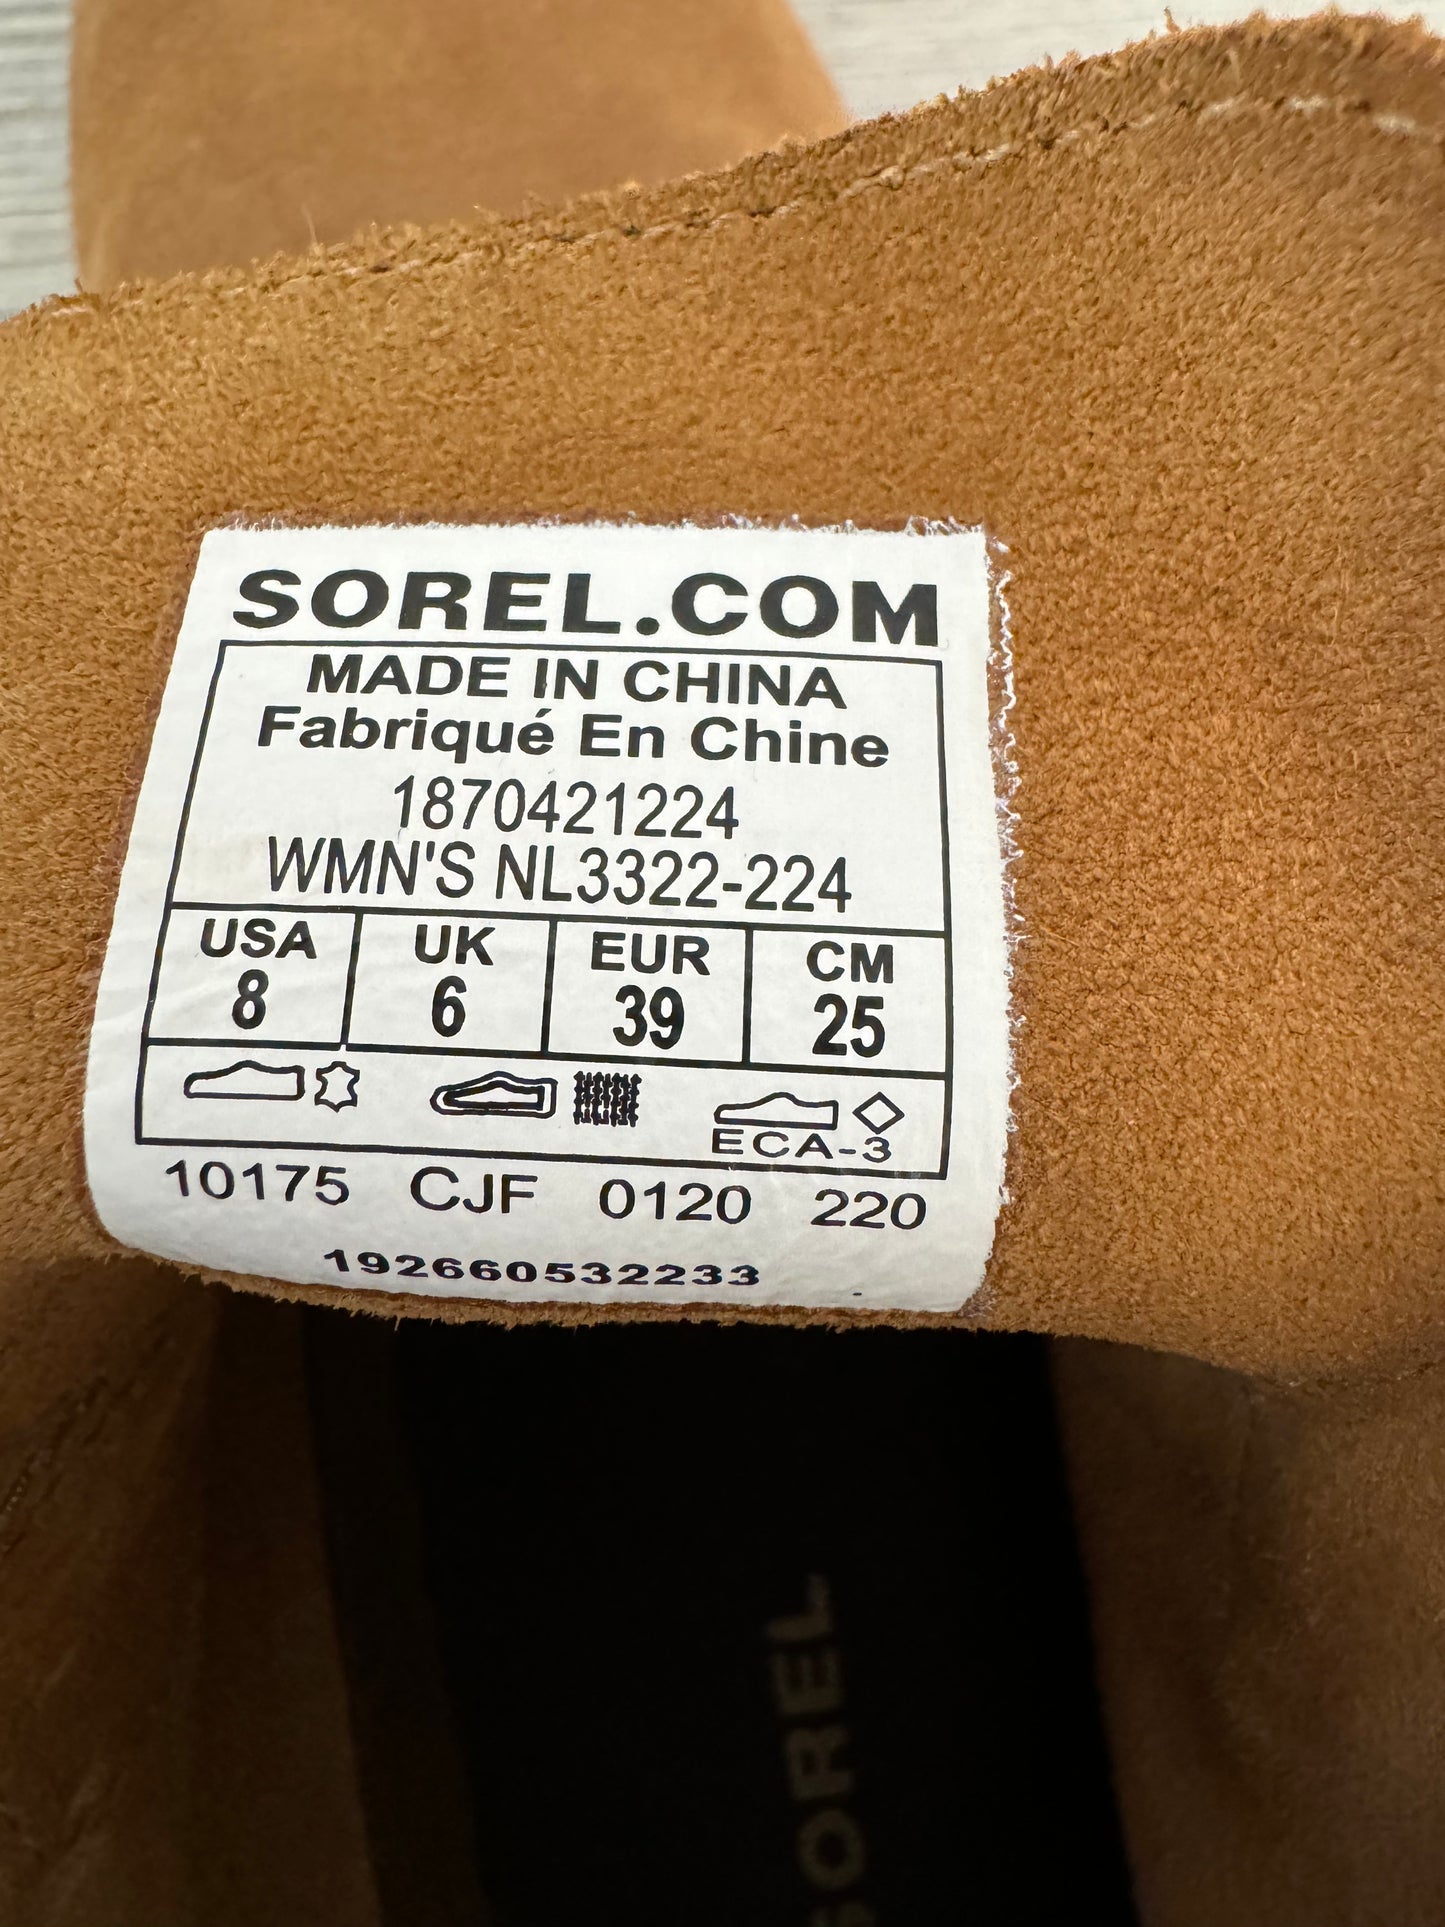 SOREL.COM
MADE IN CHINA
Fabriqué En Chine
1870421224
WMN'S NL3322-224
USA UK EUR CM
8 6 39 25
ECA-3
10175 CJF 0120 220
192660532233
SOREL